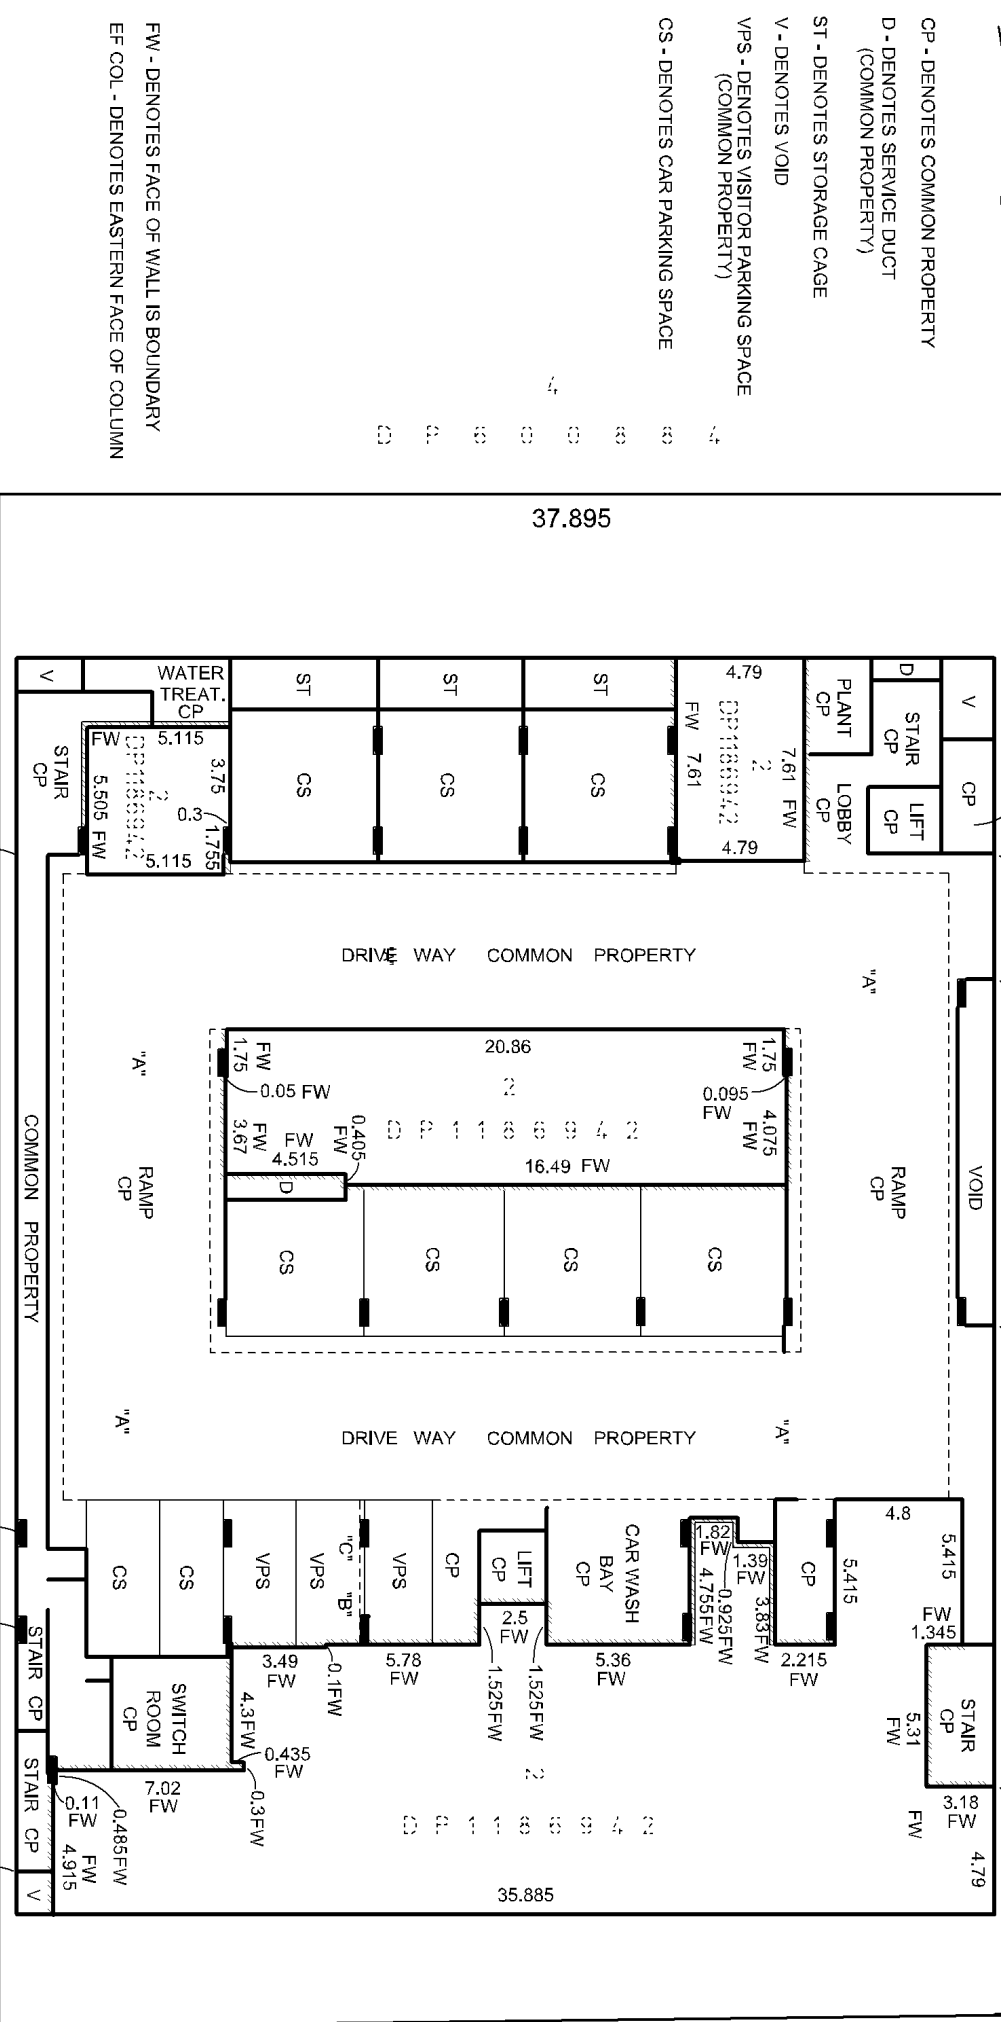 CP - DENOTES COMMON PROPERTY
D - DENOTES SERVICE DUCT
(COMMON PROPERTY)
ST - DENOTES STORAGE CAGE
V - DENOTES VOID
VPS - DENOTES VISITOR PARKING SPACE
(COMMON PROPERTY)
CS - DENOTES CAR PARKING SPACE
4
DP600884
FW - DENOTES FACE OF WALL IS BOUNDARY
EF COL - DENOTES EASTERN FACE OF COLUMN
37.895
V
WATER
TREAT.
CP
ST
ST
ST
4.79
PLANT
CP
D
STAIR
CP
V
STAIR
CP
FW
5.115
3.75
2
DP1186942
5.505 FW
0.3
1.755
5.115
CS
CS
CS
FW
7.61
2
DP1186942
7.61
FW
4.79
LOBBY
CP
LIFT
CP
CP
DRIVE WAY COMMON PROPERTY
"A"
"A"
1.75
FW
20.86
1.75
FW
0.05 FW
2
0.095
FW
3.67
FW
FW
4.515
0.405
FW
DP1186942
4.075
FW
16.49 FW
D
COMMON PROPERTY
RAMP
CP
RAMP
CP
VOID
CS
CS
CS
CS
"A"
"A"
DRIVE WAY COMMON PROPERTY
CS
CS
VPS
VPS
"C"
"B"
VPS
CP
LIFT
CP
CAR WASH
BAY
CP
1.82
FW
1.39
FW
0.925FW
4.755FW
3.83FW
CP
4.8
5.415
5.415
FW
1.345
2.5
FW
3.49
FW
0.1FW
5.78
FW
1.525FW
1.525FW
5.36
FW
2.215
FW
STAIR CP
SWITCH
ROOM
CP
4.3FW
0.435
FW
0.3FW
5.31
FW
STAIR
CP
2
7.02
FW
0.11
FW
0.485FW
STAIR CP
FW
4.915
DP1186942
FW
3.18
FW
4.79
V
35.885